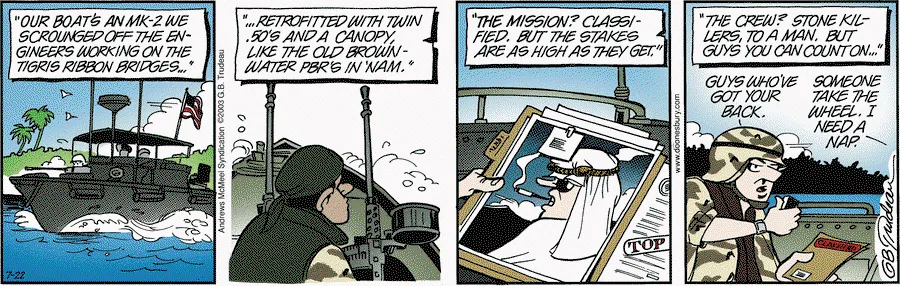 "OUR BOAT'S AN MK-2 WE
SCROUNGED OFF THE EN-
GINEERS WORKING ON THE
TIGRIS RIBBON BRIDGES..."
7-22
Andrews McMeel Syndication ©2003 G.B. Trudeau
"...RETROFITTED WITH TWIN
.50'S AND A CANOPY,
LIKE THE OLD BROWN-
WATER PBR'S IN 'NAM."
"THE MISSION? CLASSI-
FIED. BUT THE STAKES
ARE AS HIGH AS THEY GET."
TOP
www.doonesbury.com
"THE CREW? STONE KIL-
LERS, TO A MAN. BUT
GUYS YOU CAN COUNT ON..."
GUYS WHO'VE
GOT YOUR
BACK.
SOMEONE
TAKE THE
WHEEL. I
NEED A
NAP.
CLASSIFIED
GB Trudeau